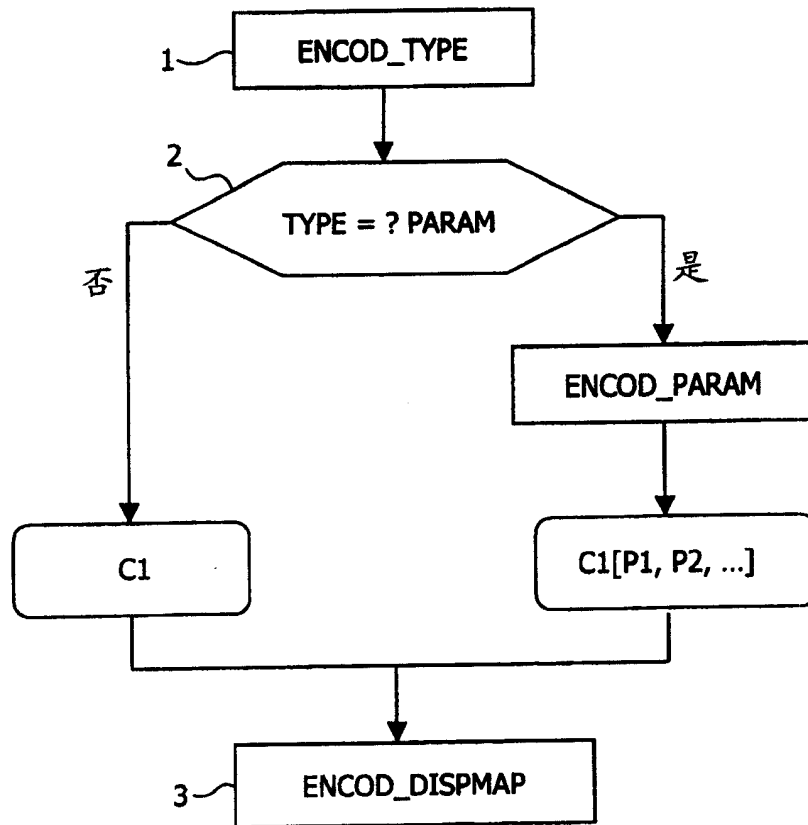 1
ENCOD_TYPE
2
TYPE = ? PARAM
否
是
ENCOD_PARAM
C1
C1[P1, P2, ...]
3
ENCOD_DISPMAP